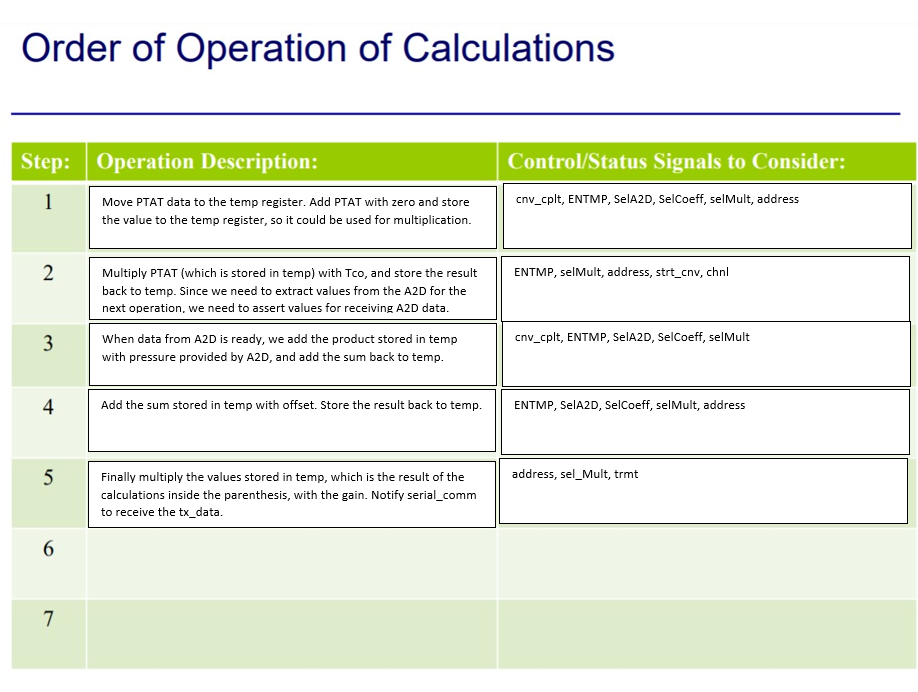 Order of Operation of Calculations
Step: Operation Description: Control/Status Signals to Consider:
1
Move PTAT data to the temp register. Add PTAT with zero and store
the value to the temp register, so it could be used for multiplication.
cnv_cplt, ENTMP, SelA2D, SelCoeff, selMult, address
2
Multiply PTAT (which is stored in temp) with Tco, and store the result
back to temp. Since we need to extract values from the A2D for the
next operation, we need to assert values for receiving A2D data.
ENTMP, selMult, address, strt_cnv, chnl
3
When data from A2D is ready, we add the product stored in temp
with pressure provided by A2D, and add the sum back to temp.
cnv_cplt, ENTMP, SelA2D, SelCoeff, selMult
4
Add the sum stored in temp with offset. Store the result back to temp.
ENTMP, SelA2D, SelCoeff, selMult, address
5
Finally multiply the values stored in temp, which is the result of the
calculations inside the parenthesis, with the gain. Notify serial_comm
to receive the tx_data.
address, sel_Mult, trmt
6
7